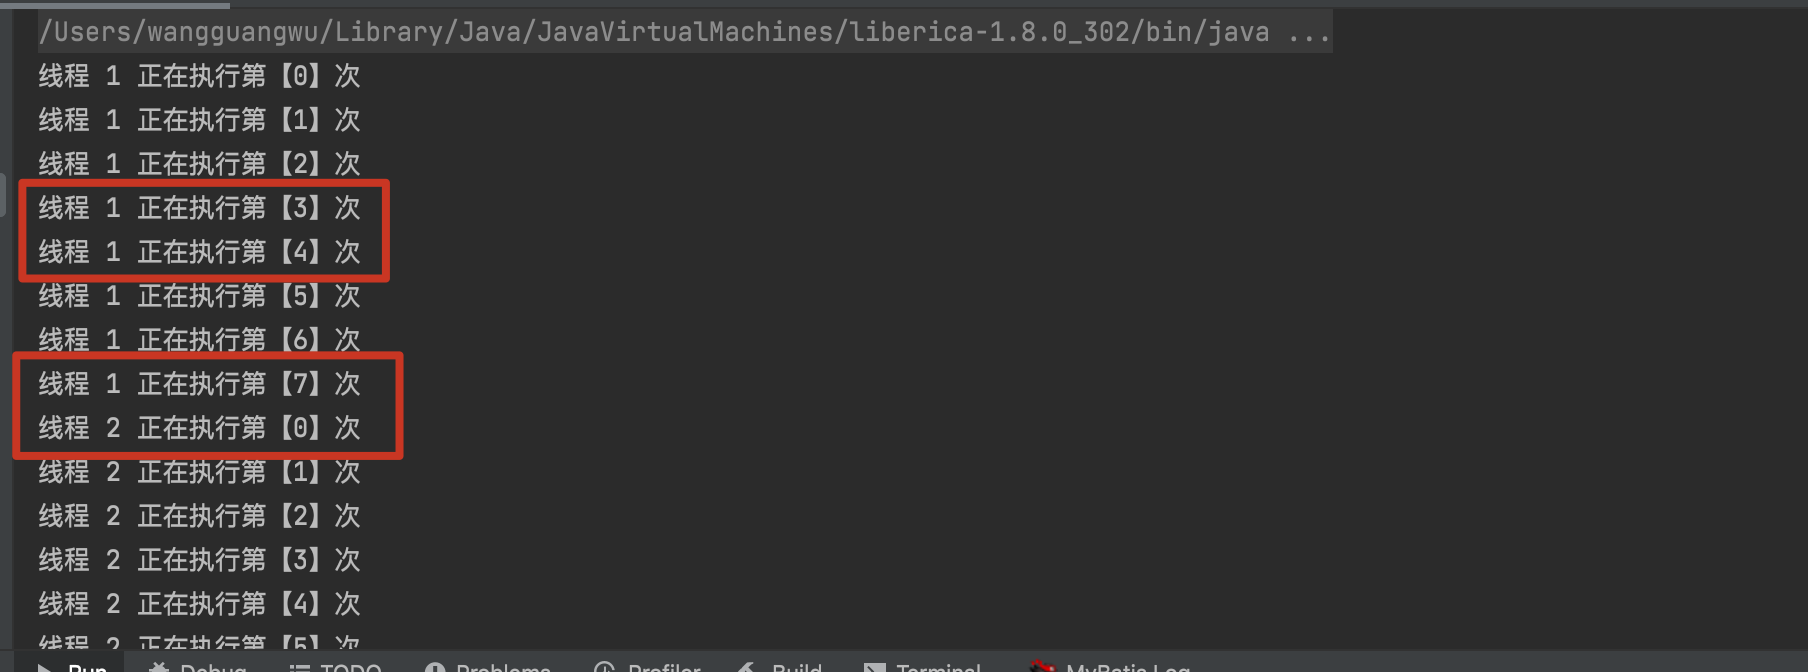 /Users/wangguangwu/Library/Java/JavaVirtualMachines/liberica-1.8.0_302/bin/java ...
线程 1 正在执行第【0】次
线程 1 正在执行第【1】次
线程 1 正在执行第【2】次
线程 1 正在执行第【3】次
线程 1 正在执行第【4】次
线程 1 正在执行第【5】次
线程 1 正在执行第【6】次
线程 1 正在执行第【7】次
线程 2 正在执行第【0】次
线程 2 正在执行第【1】次
线程 2 正在执行第【2】次
线程 2 正在执行第【3】次
线程 2 正在执行第【4】次
线程 2 正在执行第【5】次
Run Debug TODO Problems Profiler Build Terminal MyBatis Log